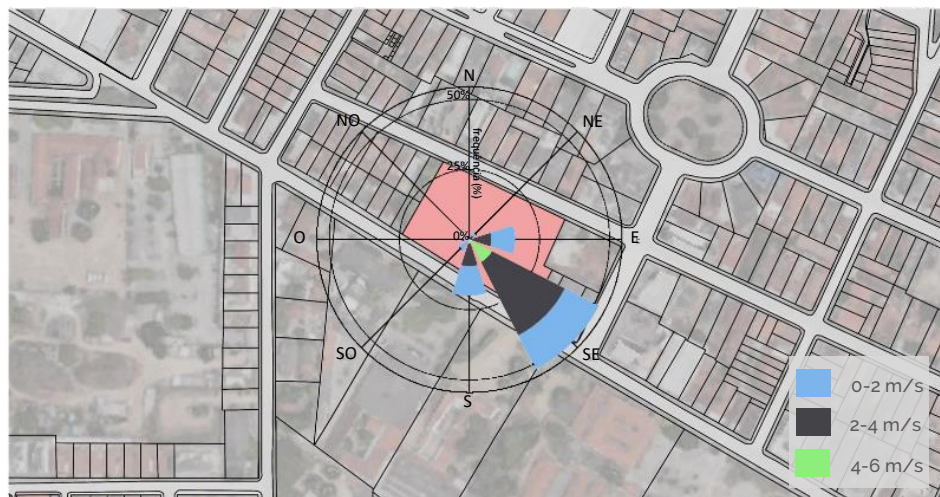 N
50%
NO
NE
frequência (%)
25%
O
0%
E
SO
SE
S
0-2 m/s
2-4 m/s
4-6 m/s